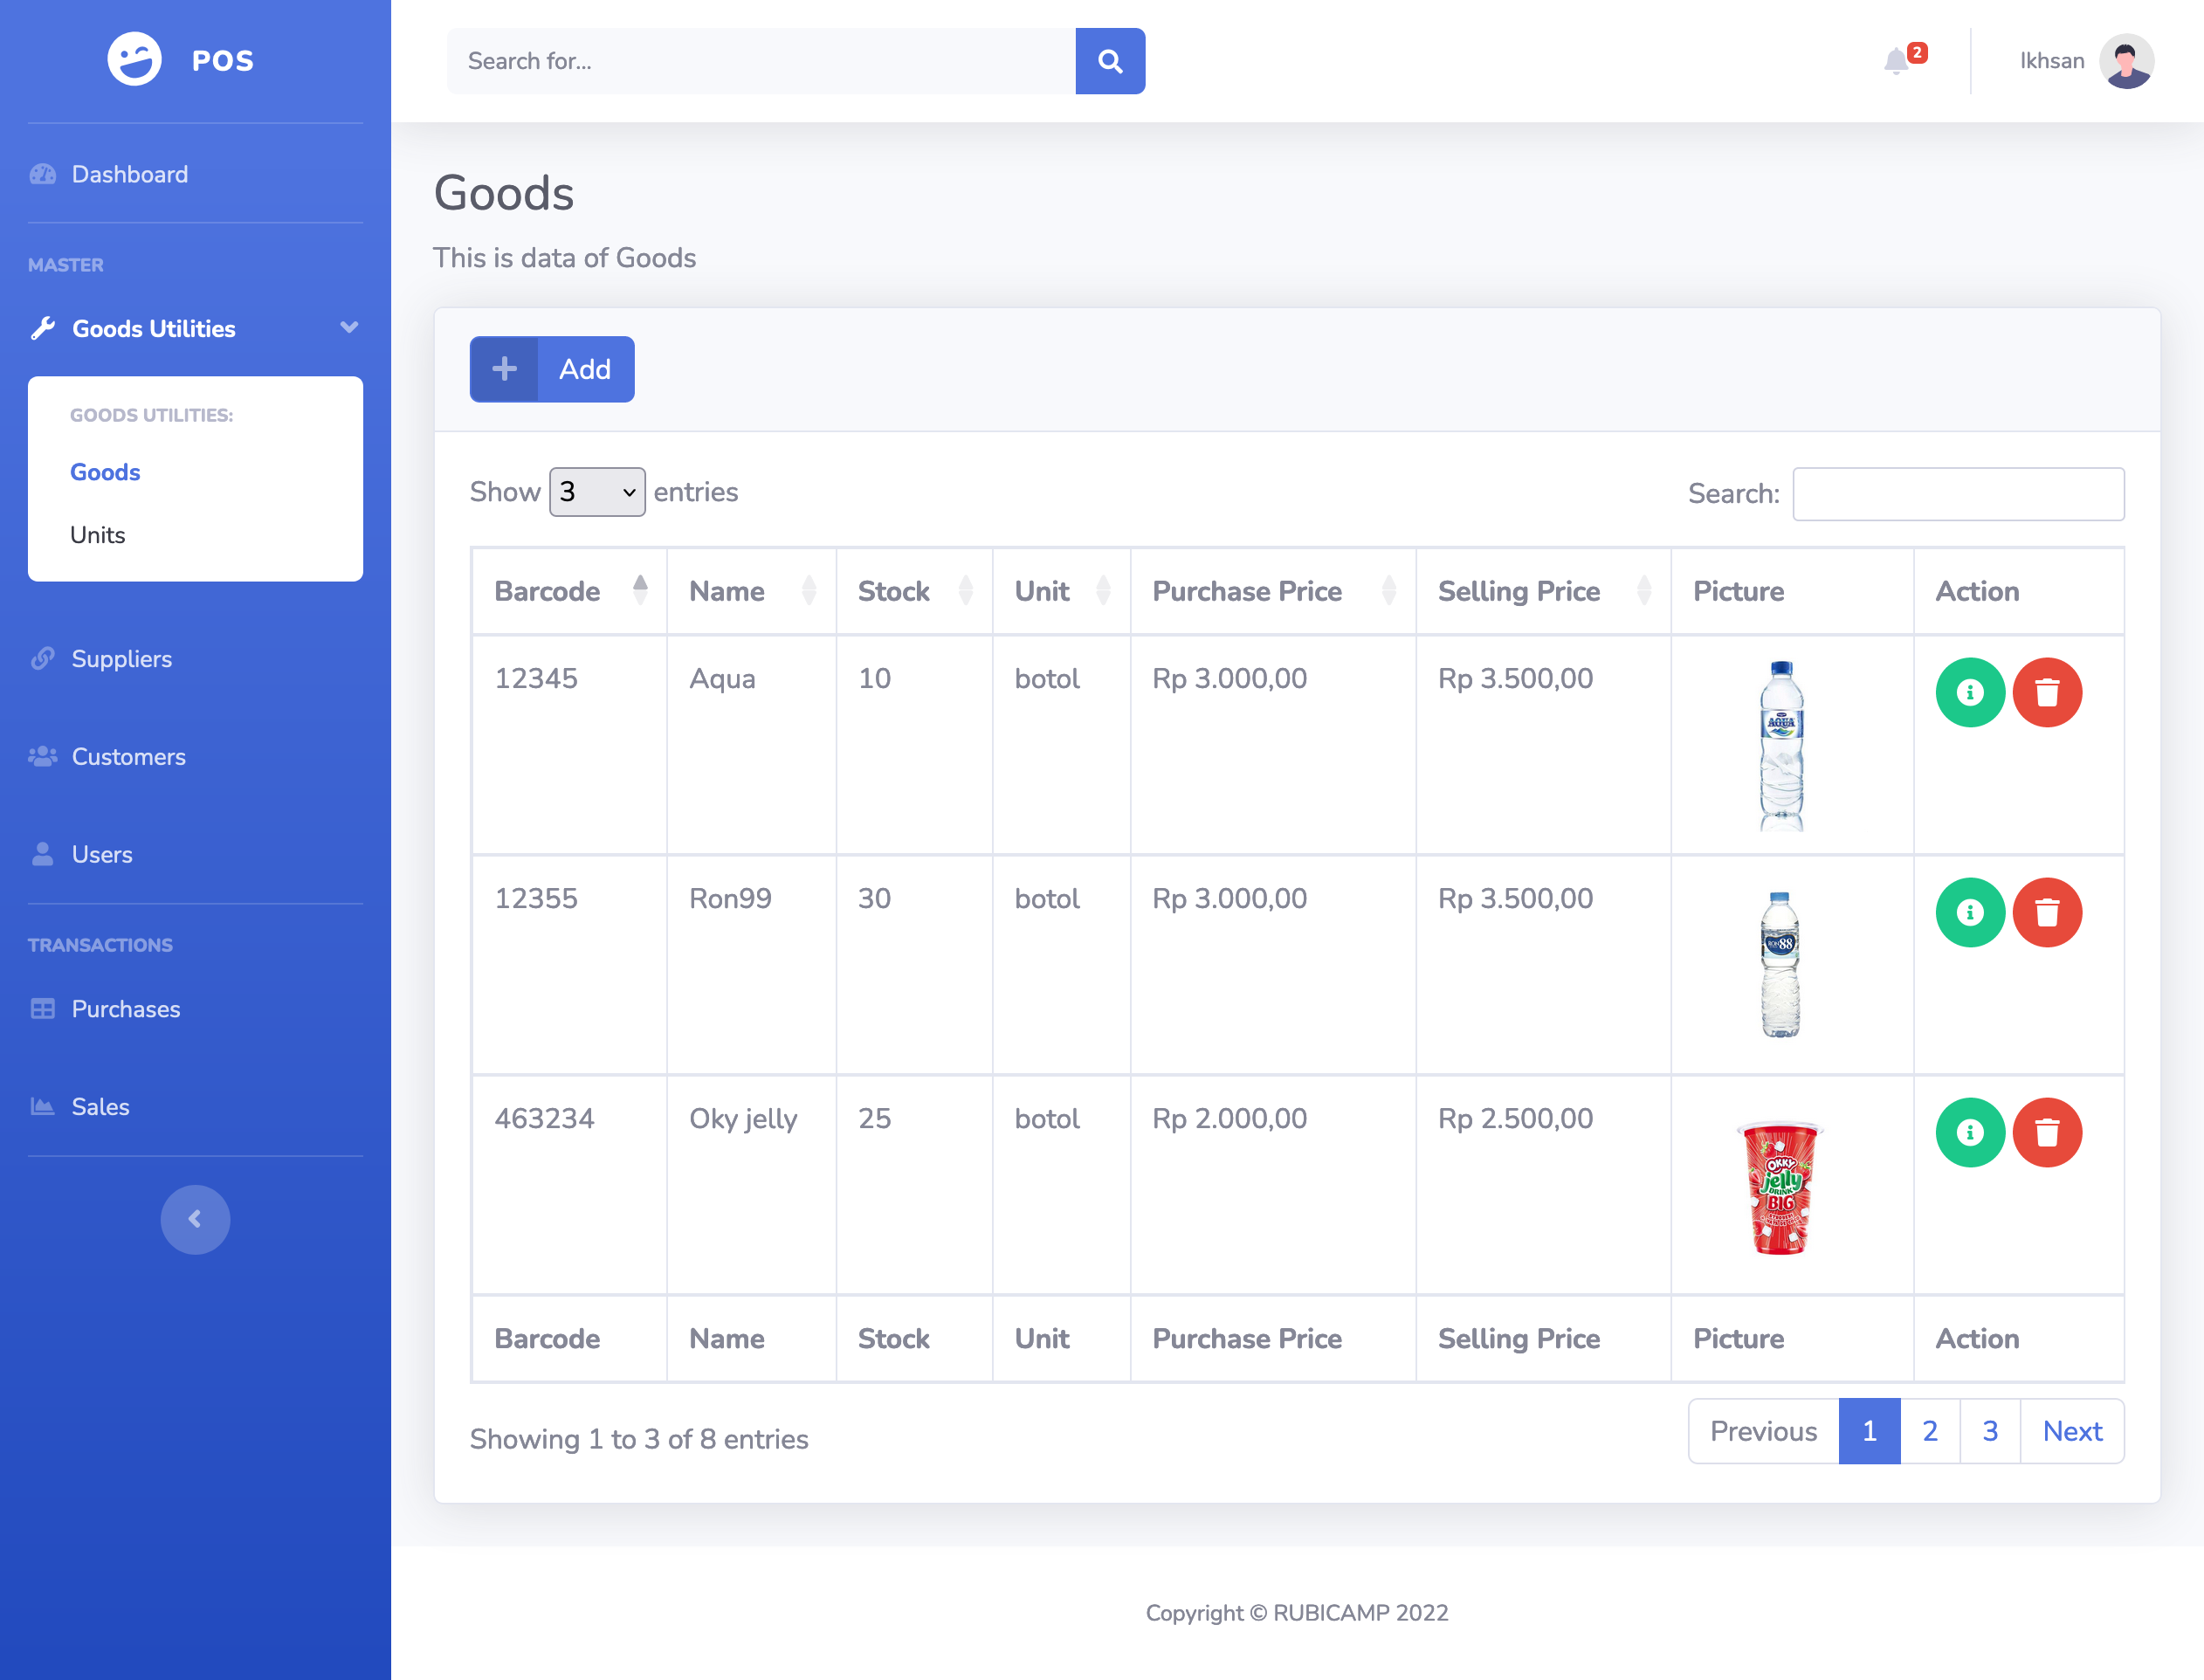 POS
Search for...
2
Ikhsan
Dashboard
MASTER
Goods Utilities
GOODS UTILITIES:
Goods
Units
Suppliers
Customers
Users
TRANSACTIONS
Purchases
Sales
Goods
This is data of Goods
Add
Show 3 entries
Search:
Barcode Name Stock Unit Purchase Price Selling Price Picture Action
12345 Aqua 10 botol Rp 3.000,00 Rp 3.500,00
AQUA
12355 Ron99 30 botol Rp 3.000,00 Rp 3.500,00
RON 88
463234 Oky jelly 25 botol Rp 2.000,00 Rp 2.500,00
OKKY
jelly
DRINK
BIG
Barcode Name Stock Unit Purchase Price Selling Price Picture Action
Showing 1 to 3 of 8 entries
Previous 1 2 3 Next
Copyright © RUBICAMP 2022